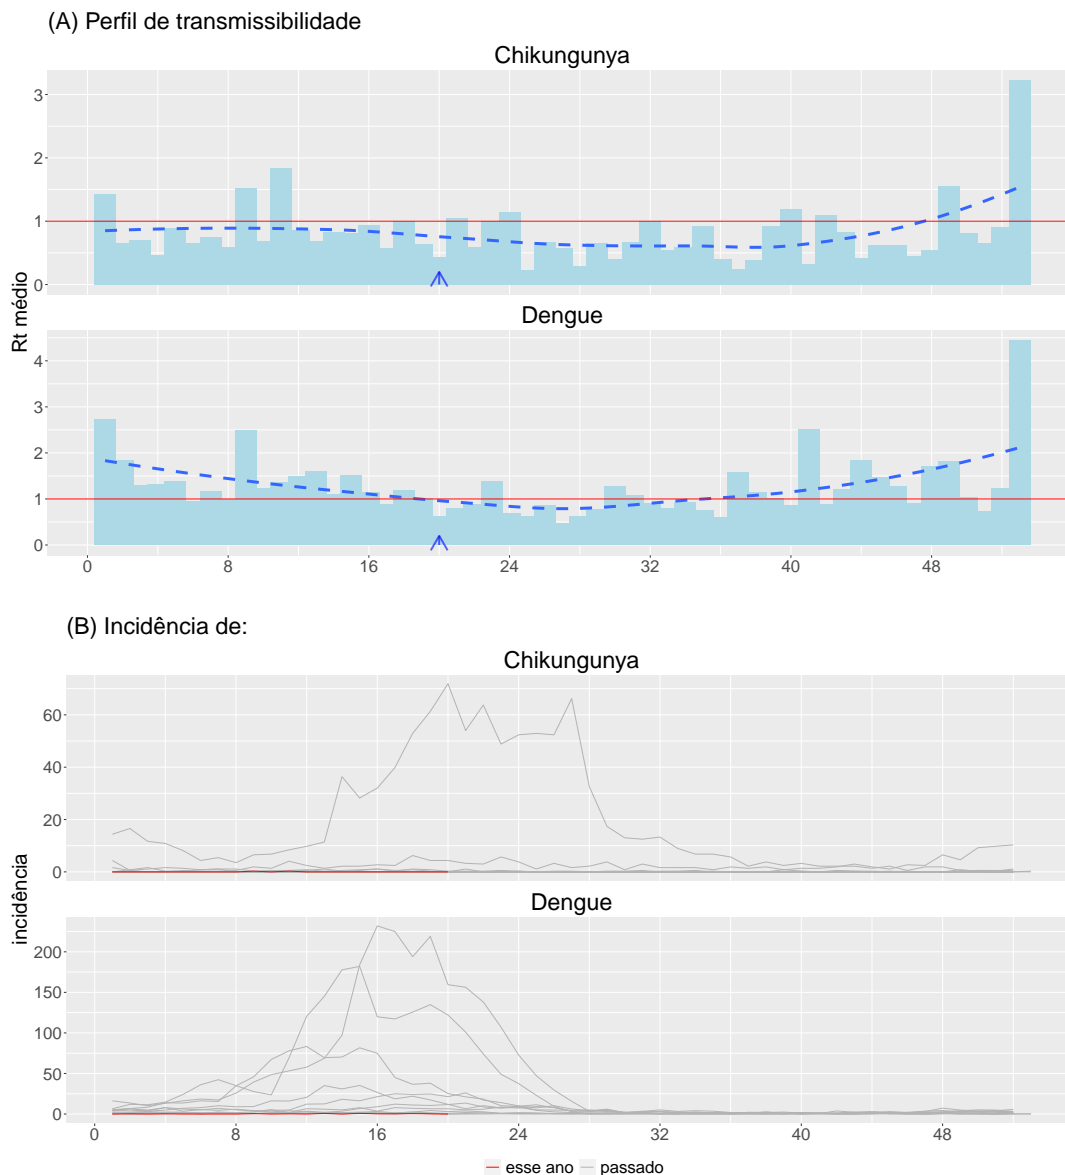 (A) Perfil de transmissibilidade
Chikungunya
3
2
1
0
Dengue
Rt médio
4
3
2
1
0
0 8 16 24 32 40 48
(B) Incidência de:
Chikungunya
60
40
20
0
Dengue
incidência
200
150
100
50
0
0 8 16 24 32 40 48
esse ano passado